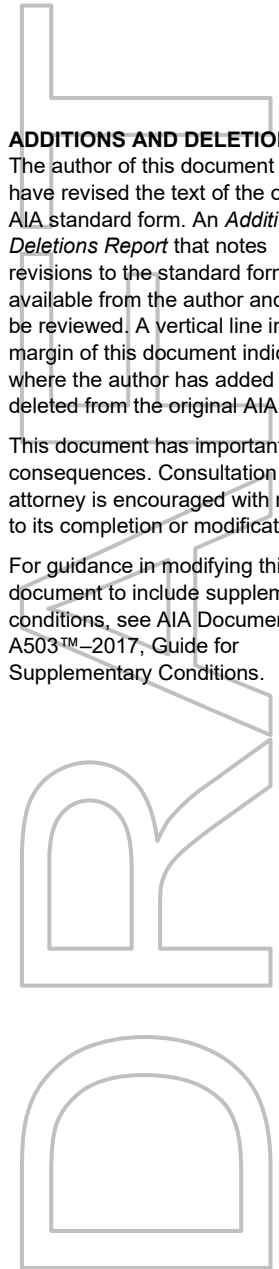 ADDITIONS AND DELETION
The author of this document
have revised the text of the o
AIA standard form. An Additi
Deletions Report that notes
revisions to the standard forn
available from the author and
be reviewed. A vertical line in
margin of this document indic
where the author has added
deleted from the original AIA
This document has important
consequences. Consultation
attorney is encouraged with r
to its completion or modificat
For guidance in modifying thi
document to include supplem
conditions, see AIA Documen
A503™–2017, Guide for
Supplementary Conditions.
DRAFT